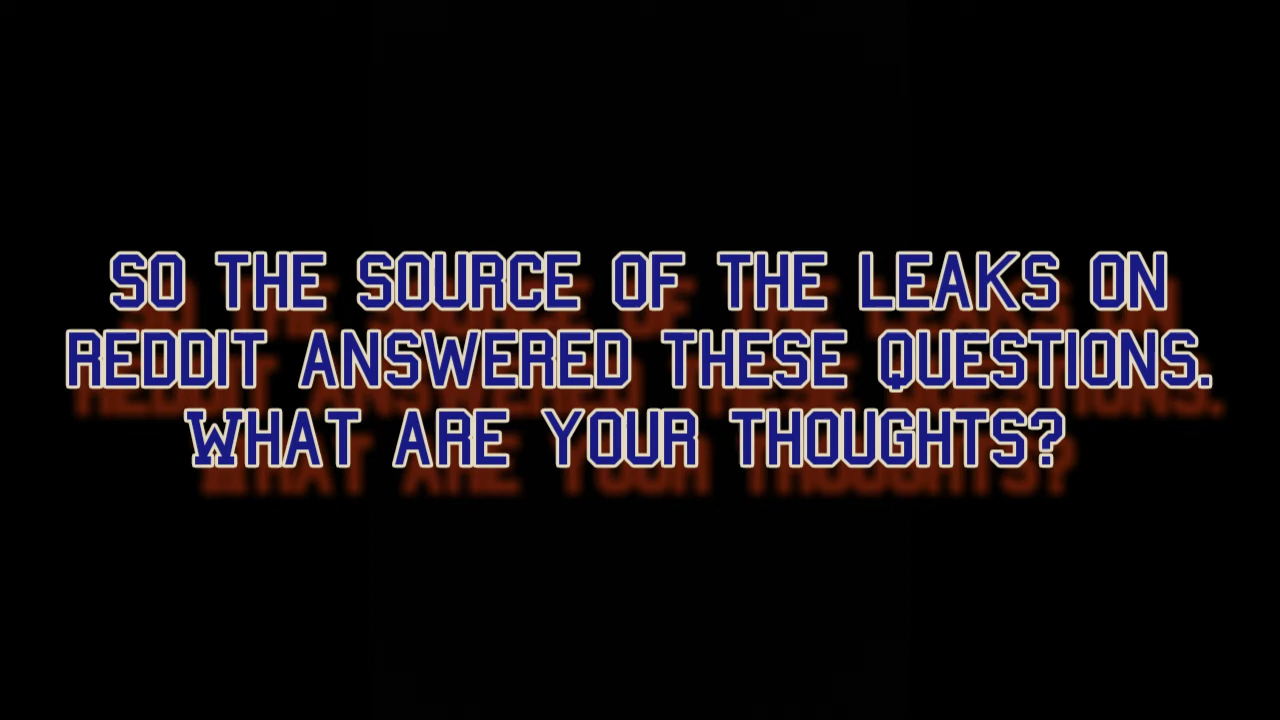 SO THE SOURCE OF THE LEAKS ON
REDDIT ANSWERED THESE QUESTIONS.
WHAT ARE YOUR THOUGHTS?